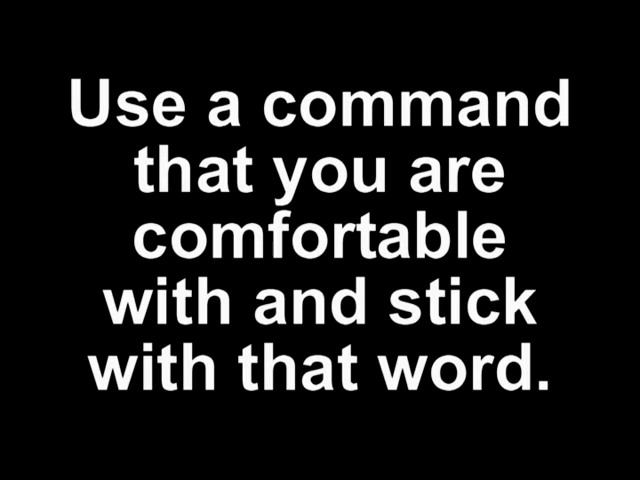 Use a command
that you are
comfortable
with and stick
with that word.